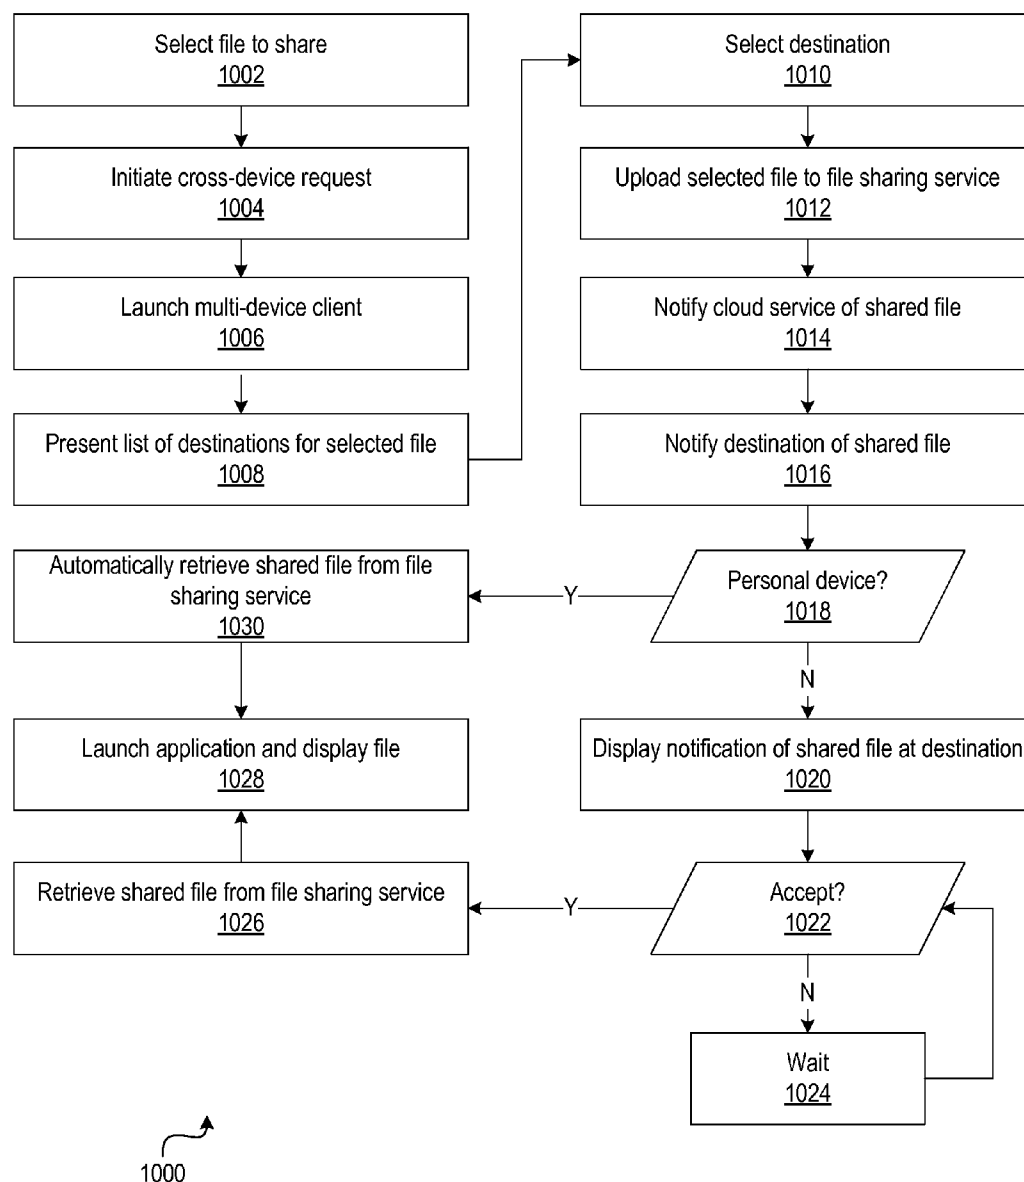 Select file to share
1002
Initiate cross-device request
1004
Launch multi-device client
1006
Present list of destinations for selected file
1008
Select destination
1010
Upload selected file to file sharing service
1012
Notify cloud service of shared file
1014
Notify destination of shared file
1016
Personal device?
1018
Y
N
Automatically retrieve shared file from file
sharing service
1030
Launch application and display file
1028
Display notification of shared file at destination
1020
Accept?
1022
Y
N
Retrieve shared file from file sharing service
1026
Wait
1024
1000